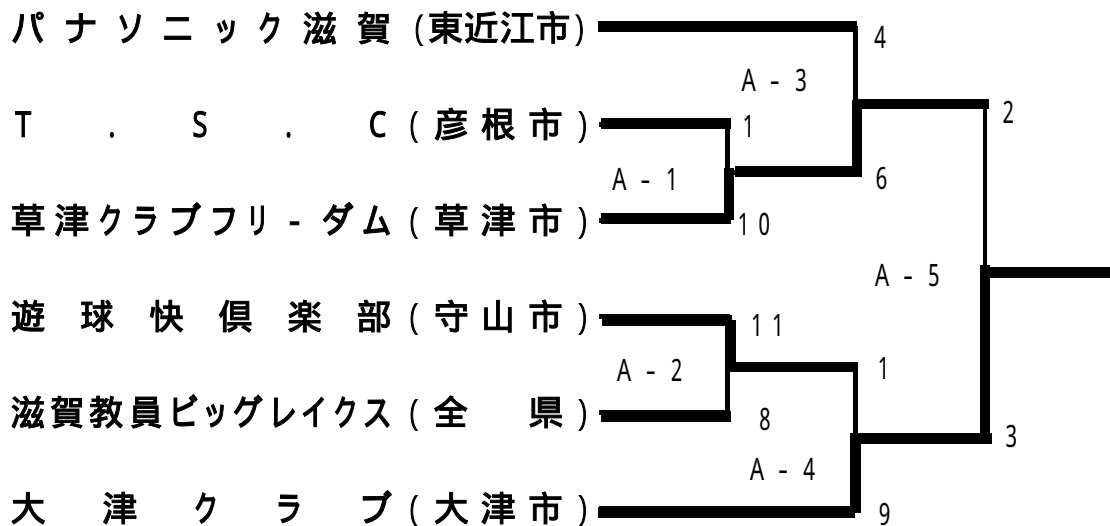 パナソニック滋賀(東近江市)
4
A-3
2
T.S.C(彦根市)
1
A-1
6
草津クラブフリ-ダム(草津市)
10
A-5
遊球快倶楽部(守山市)
11
A-2
1
滋賀教員ビッグレイクス(全県)
8
3
A-4
大津クラブ(大津市)
9